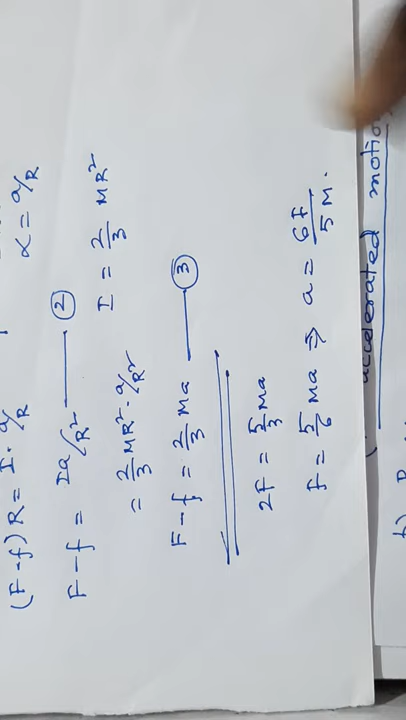 (F-f)R = I·a/R
α = a/R
F-f = Ia/R² ——— ②
I = 2/3 MR²
= 2/3 MR²·a/R²
F-f = 2/3 Ma ——— ③
2F = 5/3 Ma
F = 5/6 Ma ⇒ a = 6F/5M.
accelerated motion
b)